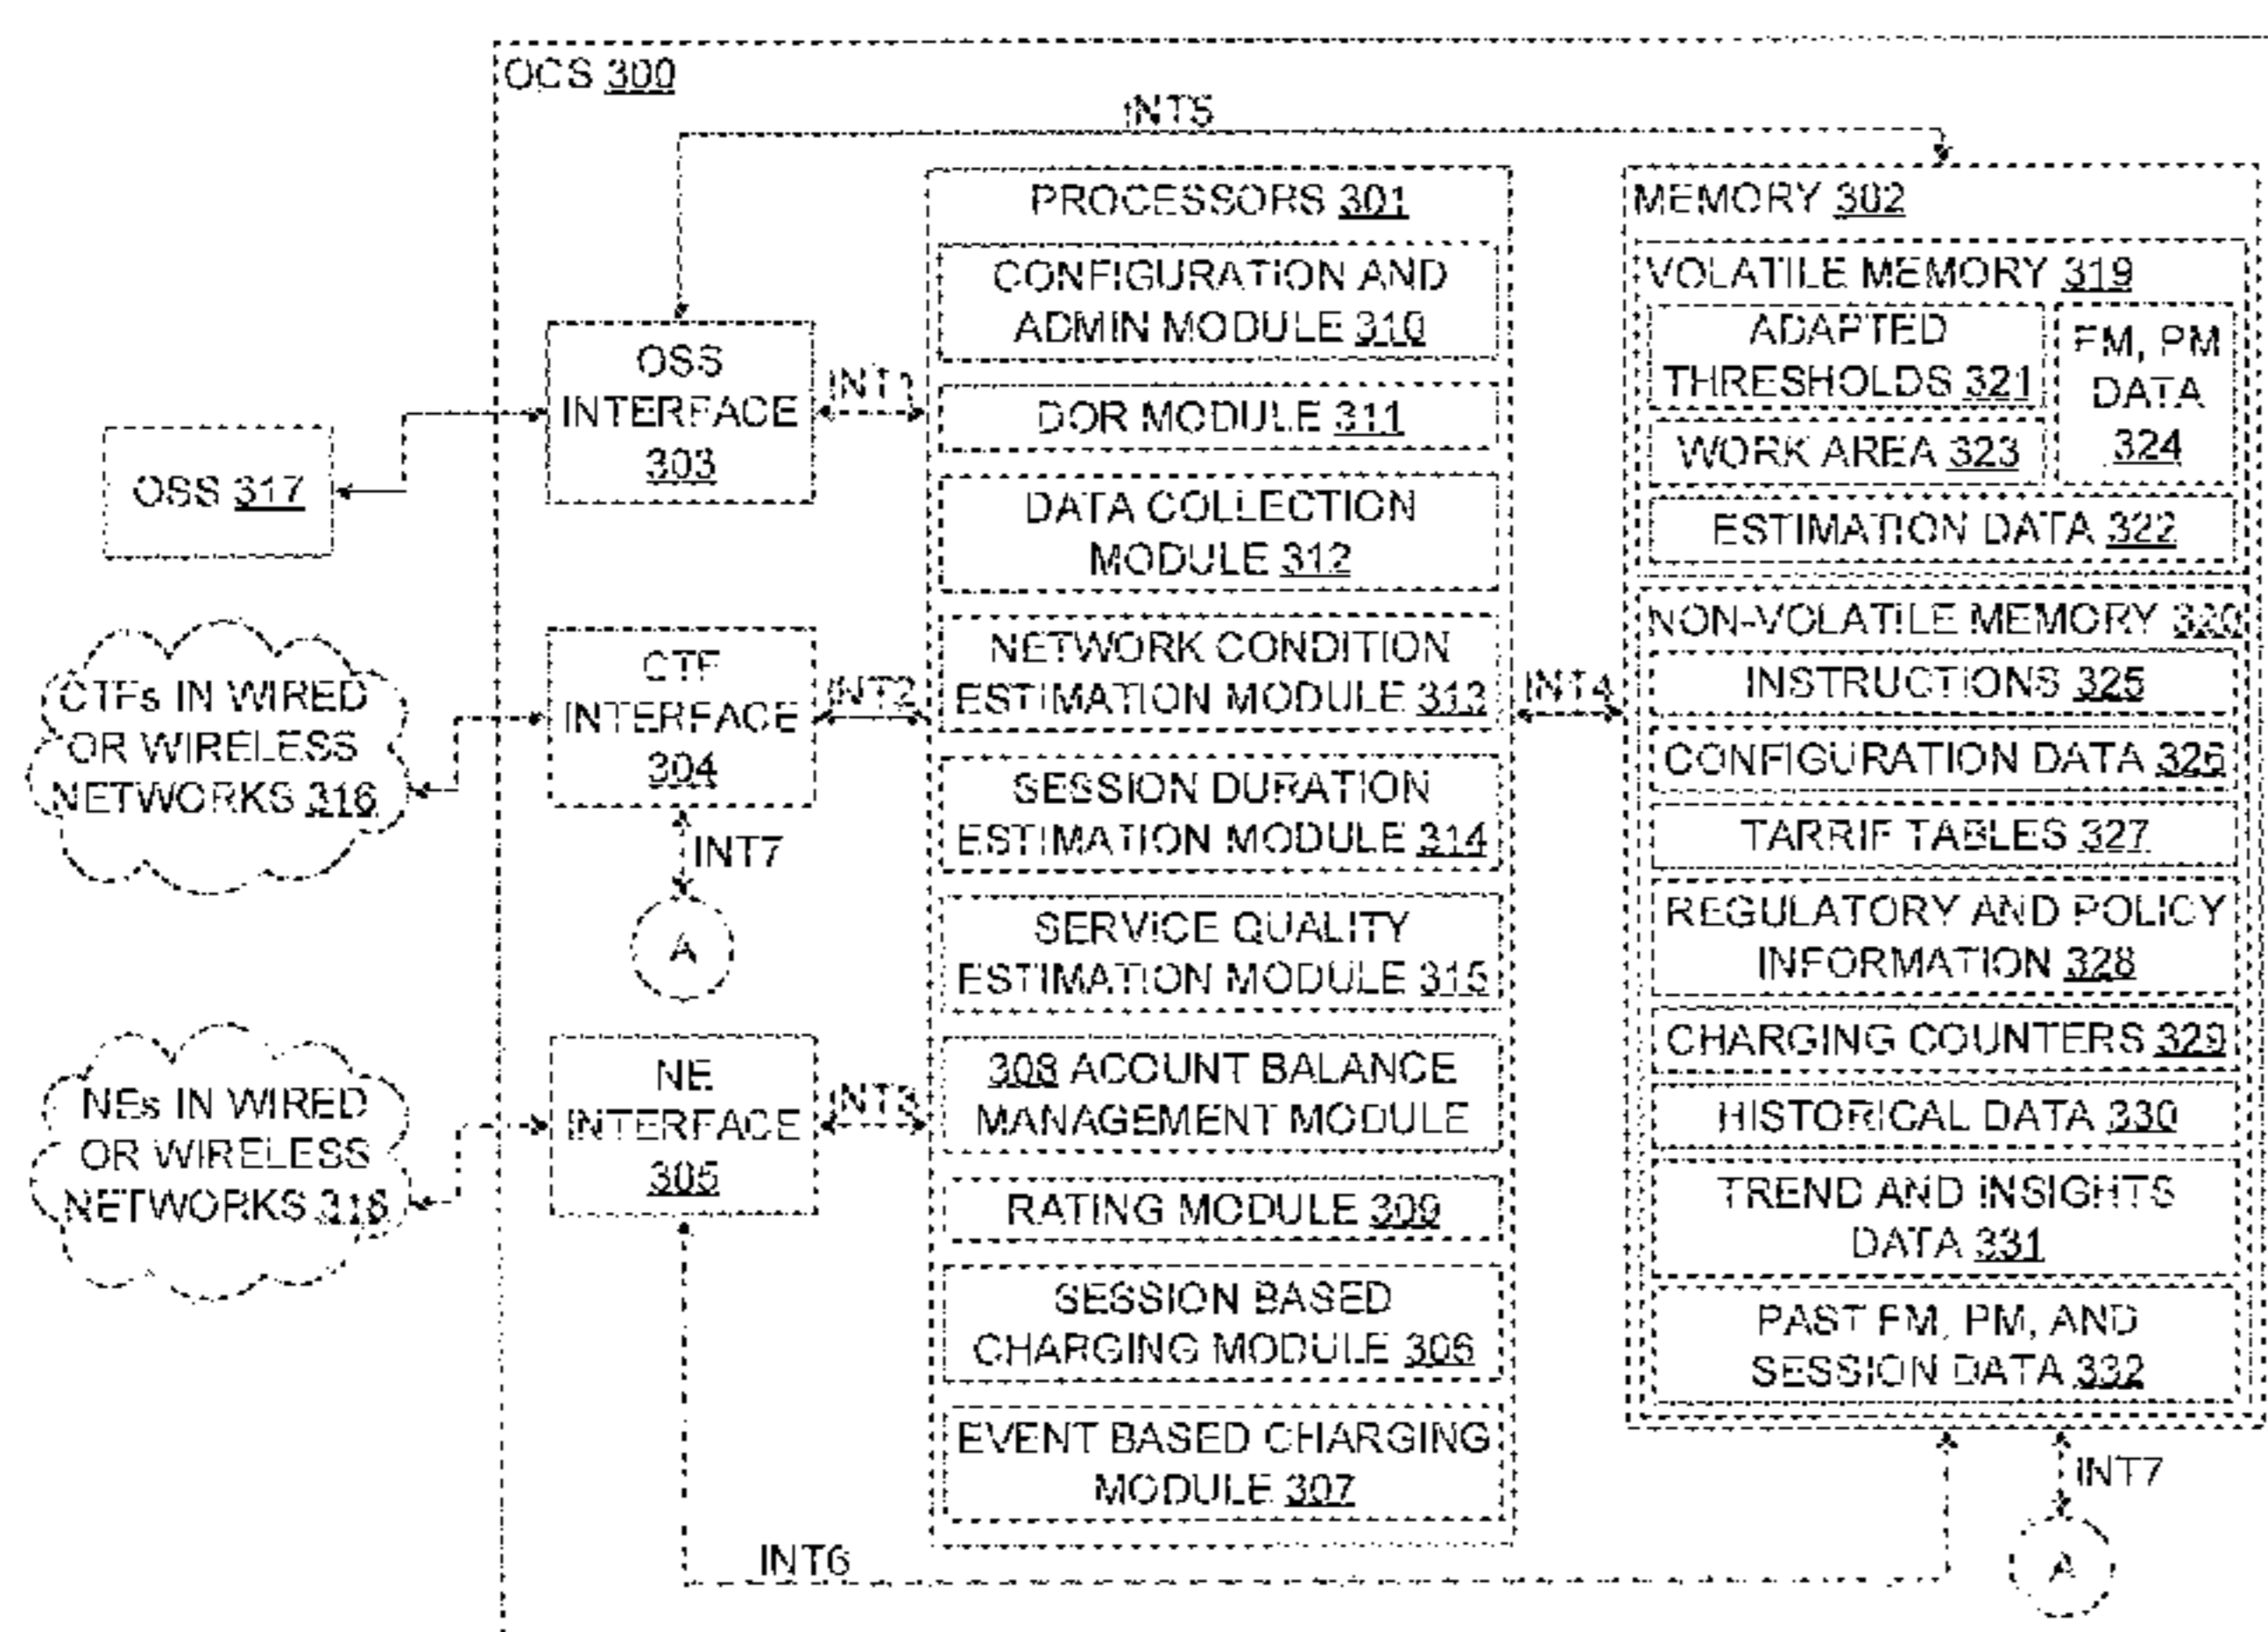 OCS 300
INT5
OSS 317
CTFs IN WIRED
OR WIRELESS
NETWORKS 316
NEs IN WIRED
OR WIRELESS
NETWORKS
OSS
INTERFACE
303
INT1
CTF
INTERFACE
304
INT2
INT7
A
NE
INTERFACE
305
INT3
INT6
PROCESSORS 301
CONFIGURATION AND
ADMIN MODULE 310
DOR MODULE 311
DATA COLLECTION
MODULE 312
NETWORK CONDITION
ESTIMATION MODULE 313
SESSION DURATION
ESTIMATION MODULE 314
SERVICE QUALITY
ESTIMATION MODULE 315
308 ACCOUNT BALANCE
MANAGEMENT MODULE
RATING MODULE 309
SESSION BASED
CHARGING MODULE 306
EVENT BASED CHARGING
MODULE 307
INT4
MEMORY 302
VOLATILE MEMORY 319
ADAPTED
THRESHOLDS 321
FM, PM
DATA
324
WORK AREA 323
ESTIMATION DATA 322
NON-VOLATILE MEMORY 320
INSTRUCTIONS 325
CONFIGURATION DATA 326
TARRIF TABLES 327
REGULATORY AND POLICY
INFORMATION 328
CHARGING COUNTERS 329
HISTORICAL DATA 330
TREND AND INSIGHTS
DATA 331
PAST FM, PM, AND
SESSION DATA 332
INT7
A